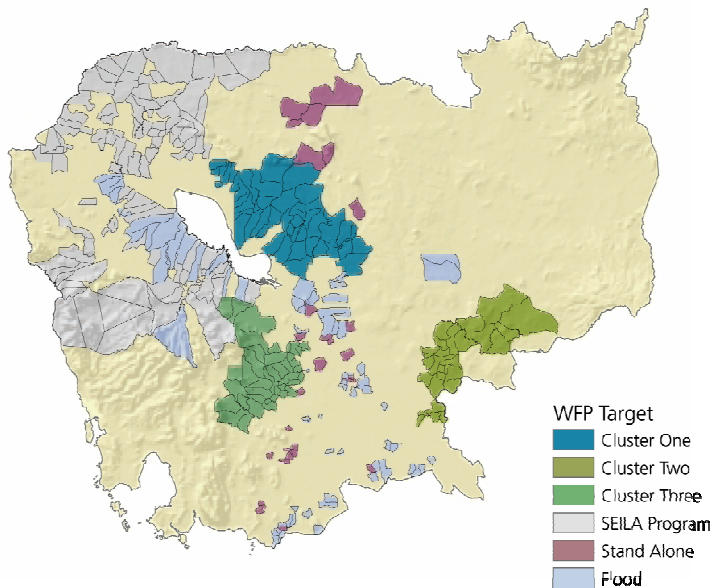 WFP Target
Cluster One
Cluster Two
Cluster Three
SEILA Program
Stand Alone
Flood